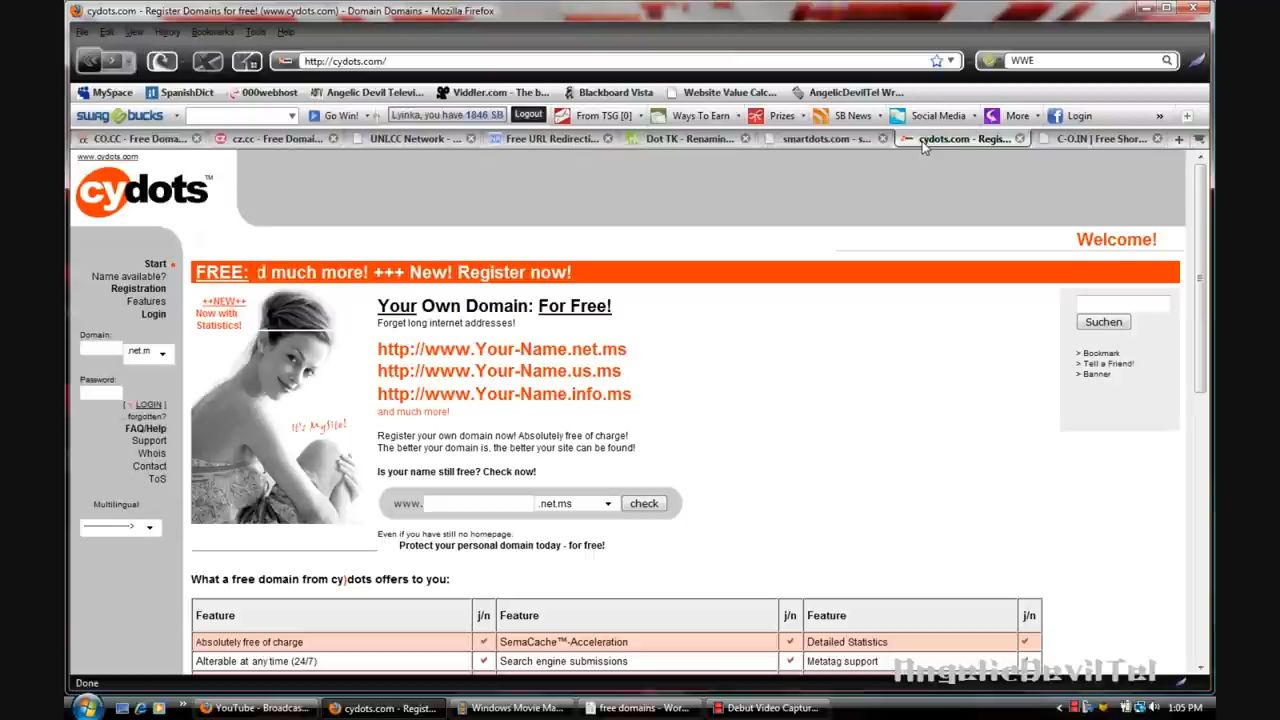 cydots.com - Register Domains for free! (www.cydots.com) - Domain Domains - Mozilla Firefox
File Edit View History Bookmarks Tools Help
http://cydots.com/
WWE
MySpace SpanishDict 000webhost Angelic Devil Televi... Viddler.com - The b... Blackboard Vista Website Value Calc... AngelicDevilTel Wr...
swagbucks Go Win! Lyinka, you have 1846 SB Logout From TSG [0] Ways To Earn Prizes SB News Social Media More Login »
CO.CC - Free Doma... cz.cc - Free Domai... UNI.CC Network - ... Free URL Redirecti... Dot TK - Renamin... smartdots.com - s... cydots.com - Regis... C-O.IN | Free Shor...
www.cydots.com
cydots™
Welcome!
Start
Name available?
Registration
Features
Login
Domain:
.net.m
Password:
[ LOGIN ]
forgotten?
FAQ/Help
Support
Whois
Contact
ToS
Multilingual
--------------->
FREE: d much more! +++ New! Register now!
++NEW++
Now with
Statistics!
It's MySite!
Your Own Domain: For Free!
Forget long internet addresses!
http://www.Your-Name.net.ms
http://www.Your-Name.us.ms
http://www.Your-Name.info.ms
and much more!
Register your own domain now! Absolutely free of charge!
The better your domain is, the better your site can be found!
Is your name still free? Check now!
www. .net.ms check
Even if you have still no homepage:
Protect your personal domain today - for free!
Suchen
> Bookmark
> Tell a Friend!
> Banner
What a free domain from cy)dots offers to you:
Feature j/n Feature j/n Feature j/n
Absolutely free of charge ✓ SemaCache™-Acceleration ✓ Detailed Statistics ✓
Alterable at any time (24/7) ✓ Search engine submissions ✓ Metatag support
AngelicDevilTel
Done
» YouTube - Broadcas... cydots.com - Regist... Windows Movie Ma... free domains - Wor... Debut Video Captur... 1:05 PM